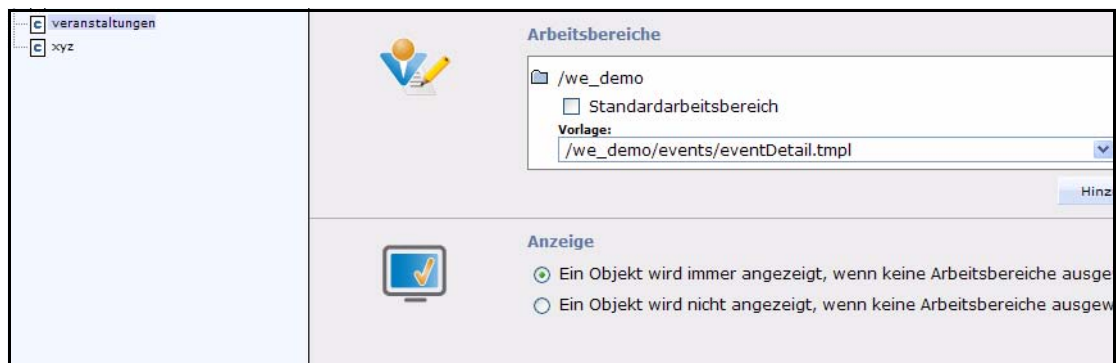 veranstaltungen
xyz
Arbeitsbereiche
/we_demo
Standardarbeitsbereich
Vorlage:
/we_demo/events/eventDetail.tmpl
Hinz
Anzeige
Ein Objekt wird immer angezeigt, wenn keine Arbeitsbereiche ausge
Ein Objekt wird nicht angezeigt, wenn keine Arbeitsbereiche ausgew